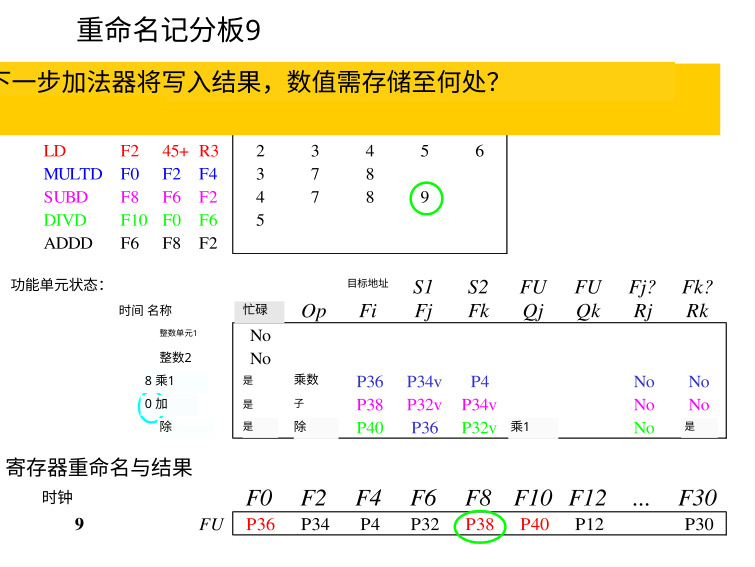 重命名记分板9
下一步加法器将写入结果，数值需存储至何处？
LD F2 45+ R3 2 3 4 5 6
MULTD F0 F2 F4 3 7 8
SUBD F8 F6 F2 4 7 8 9
DIVD F10 F0 F6 5
ADDD F6 F8 F2
功能单元状态： 目标地址 S1 S2 FU FU Fj? Fk?
时间 名称 忙碌 Op Fi Fj Fk Qj Qk Rj Rk
整数单元1 No
整数2 No
8 乘1 是 乘数 P36 P34v P4 No No
0 加 是 子 P38 P32v P34v No No
除 是 除 P40 P36 P32v 乘1 No 是
寄存器重命名与结果
时钟 F0 F2 F4 F6 F8 F10 F12 ... F30
9 FU P36 P34 P4 P32 P38 P40 P12 P30